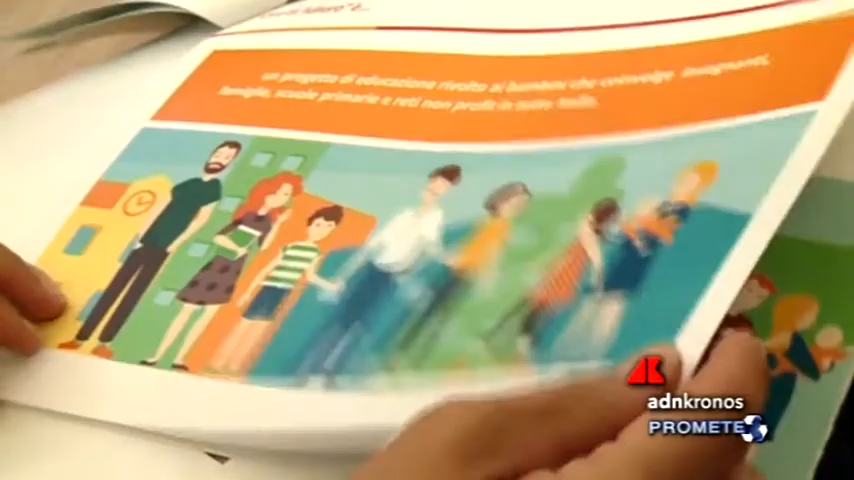 un progetto di educazione rivolto ai bambini che coinvolge insegnanti,
famiglie, scuole primarie e reti non profit in tutta Italia.
adnkronos
PROMETEO